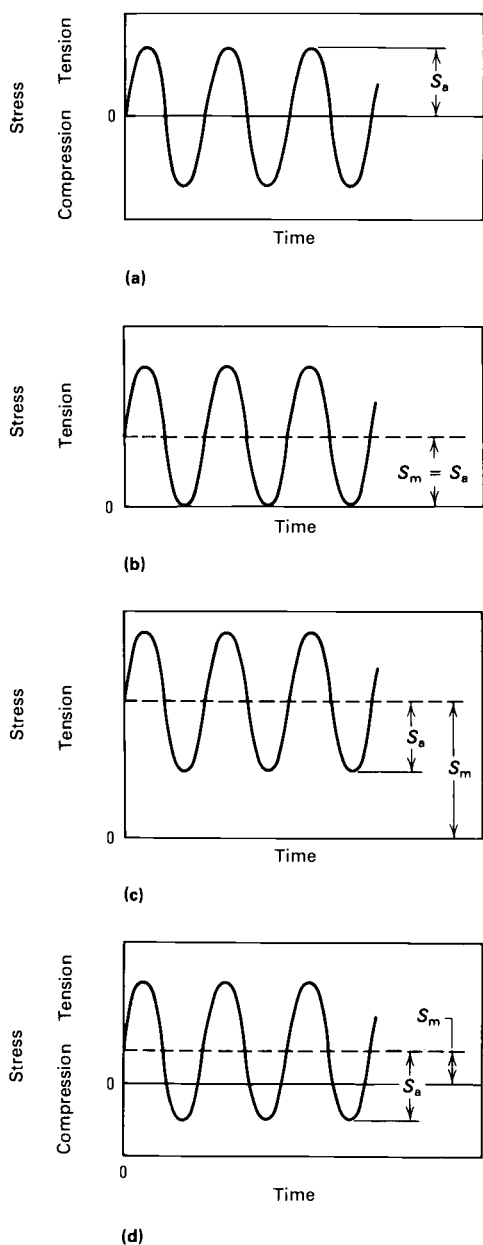 Stress
Compression Tension
0
Sₐ
Time
(a)
Stress
Tension
0
Sₘ = Sₐ
Time
(b)
Stress
Tension
0
Sₐ
Sₘ
Time
(c)
Stress
Compression Tension
0
Sₘ
Sₐ
0
Time
(d)